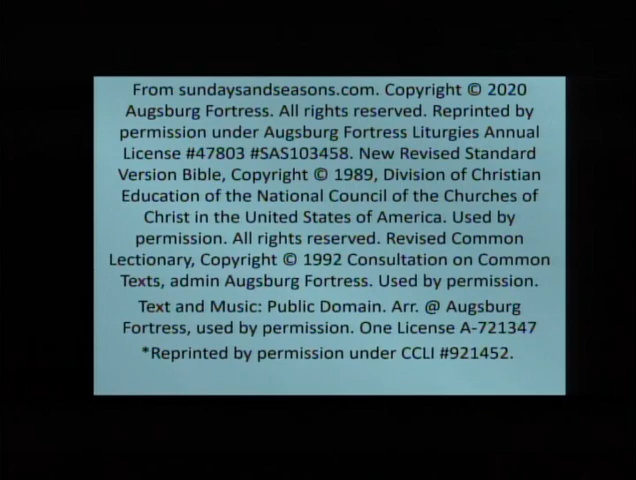 From sundaysandseasons.com. Copyright © 2020
Augsburg Fortress. All rights reserved. Reprinted by
permission under Augsburg Fortress Liturgies Annual
License #47803 #SAS103458. New Revised Standard
Version Bible, Copyright © 1989, Division of Christian
Education of the National Council of the Churches of
Christ in the United States of America. Used by
permission. All rights reserved. Revised Common
Lectionary, Copyright © 1992 Consultation on Common
Texts, admin Augsburg Fortress. Used by permission.
Text and Music: Public Domain. Arr. @ Augsburg
Fortress, used by permission. One License A-721347
*Reprinted by permission under CCLI #921452.